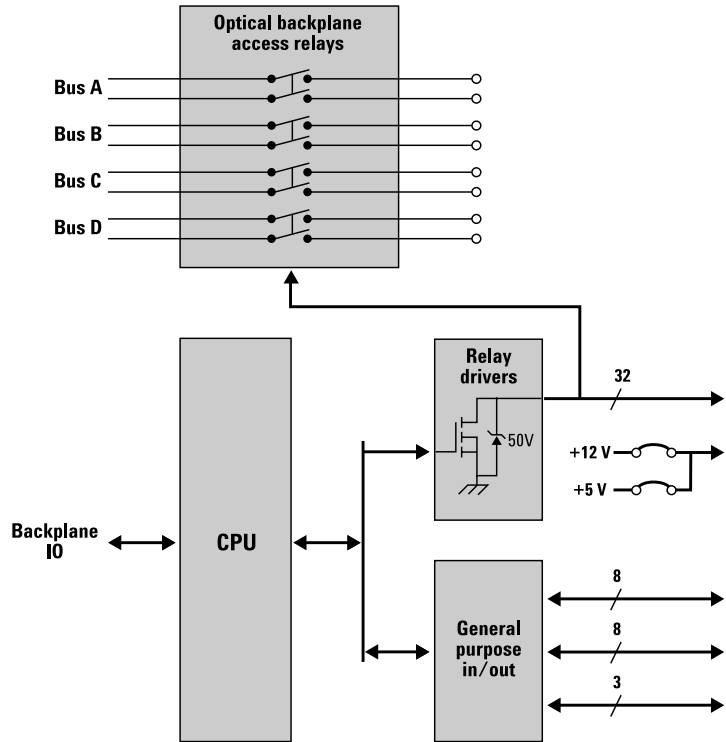 Optical backplane
access relays
Bus A
Bus B
Bus C
Bus D
Relay
drivers
50V
32
+12 V
+5 V
Backplane
IO
CPU
General
purpose
in/out
8
8
3